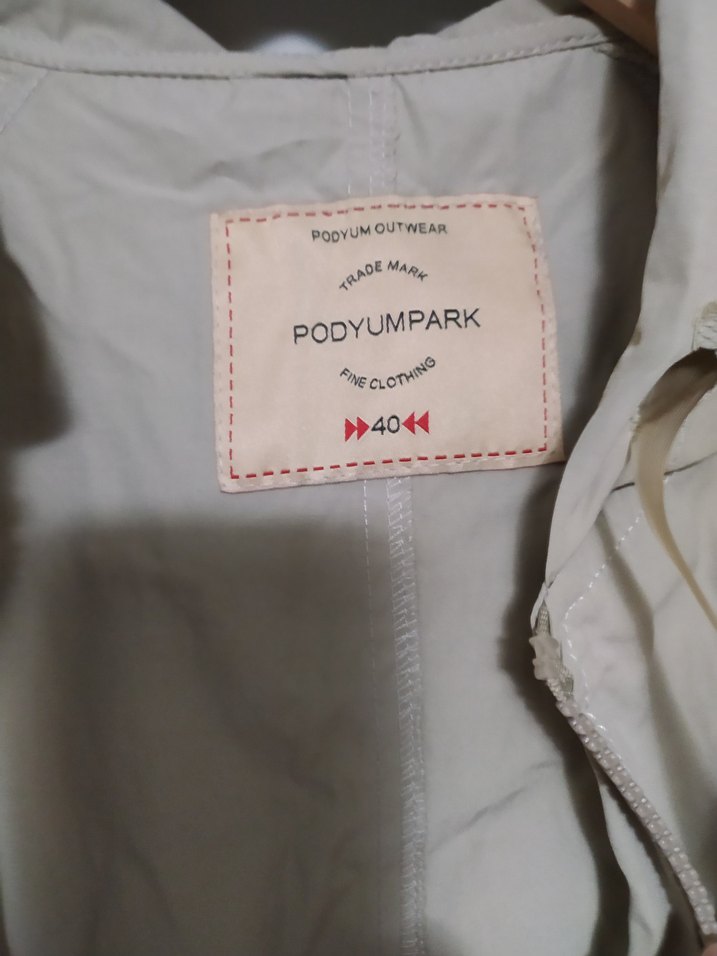 PODYUM OUTWEAR
TRADE MARK
PODYUMPARK
FINE CLOTHING
40